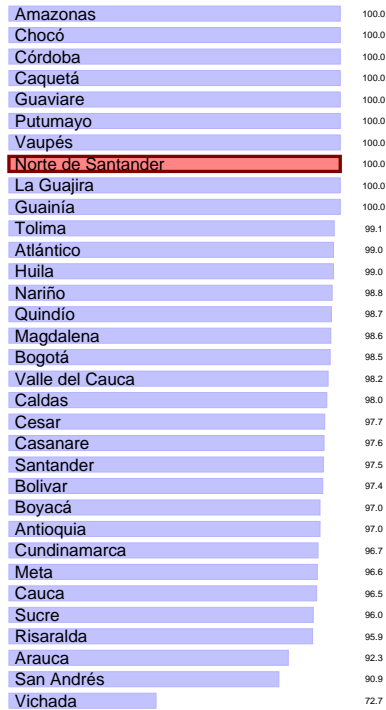 Amazonas 100.0
Chocó 100.0
Córdoba 100.0
Caquetá 100.0
Guaviare 100.0
Putumayo 100.0
Vaupés 100.0
Norte de Santander 100.0
La Guajira 100.0
Guainía 100.0
Tolima 99.1
Atlántico 99.0
Huila 99.0
Nariño 98.8
Quindío 98.7
Magdalena 98.6
Bogotá 98.5
Valle del Cauca 98.2
Caldas 98.0
Cesar 97.7
Casanare 97.6
Santander 97.5
Bolivar 97.4
Boyacá 97.0
Antioquia 97.0
Cundinamarca 96.7
Meta 96.6
Cauca 96.5
Sucre 96.0
Risaralda 95.9
Arauca 92.3
San Andrés 90.9
Vichada 72.7